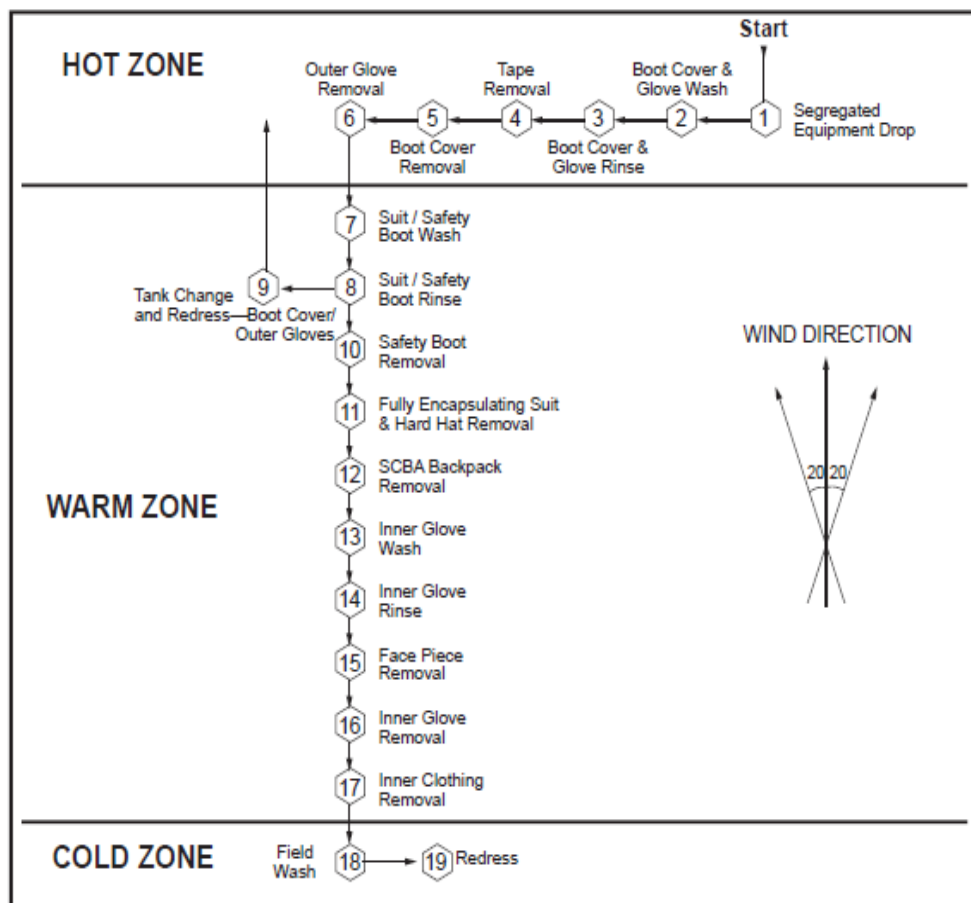 Start
HOT ZONE
Outer Glove
Removal
Tape
Removal
Boot Cover &
Glove Wash
6
5
4
3
2
1
Segregated
Equipment Drop
Boot Cover
Removal
Boot Cover &
Glove Rinse
7
Suit / Safety
Boot Wash
9
8
Suit / Safety
Boot Rinse
Tank Change
and Redress—Boot Cover/
Outer Gloves
10
Safety Boot
Removal
WIND DIRECTION
11
Fully Encapsulating Suit
& Hard Hat Removal
12
SCBA Backpack
Removal
20 20
WARM ZONE
13
Inner Glove
Wash
14
Inner Glove
Rinse
15
Face Piece
Removal
16
Inner Glove
Removal
17
Inner Clothing
Removal
COLD ZONE
Field
Wash
18
19
Redress